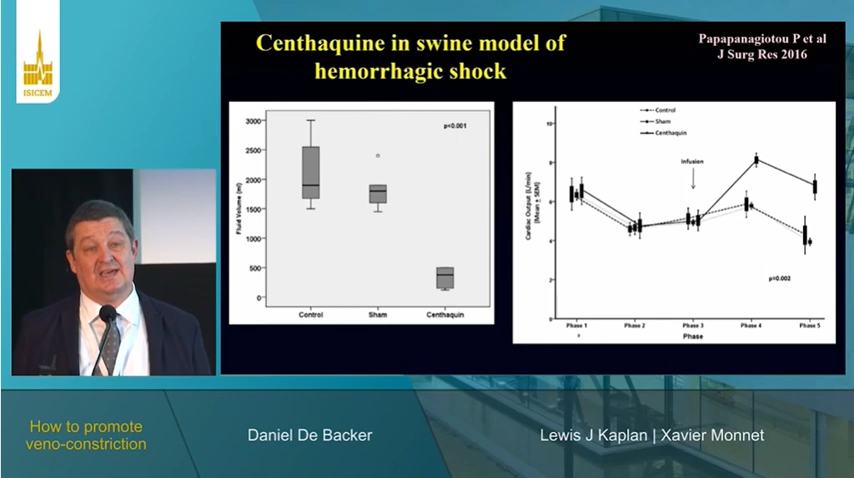 ISICEM
Centhaquine in swine model of
hemorrhagic shock
Papapanagiotou P et al
J Surg Res 2016
p<0.001
Fluid Volume (ml)
3000
2500
2000
1500
1000
500
0
Control
Sham
Centhaquin
Control
Sham
Centhaquin
Infusion
Cardiac Output (L/min)
(Mean ± SEM)
10
8
6
4
2
0
p=0.002
Phase 1
Phase 2
Phase 3
Phase 4
Phase 5
Phase
How to promote
veno-constriction
Daniel De Backer
Lewis J Kaplan | Xavier Monnet